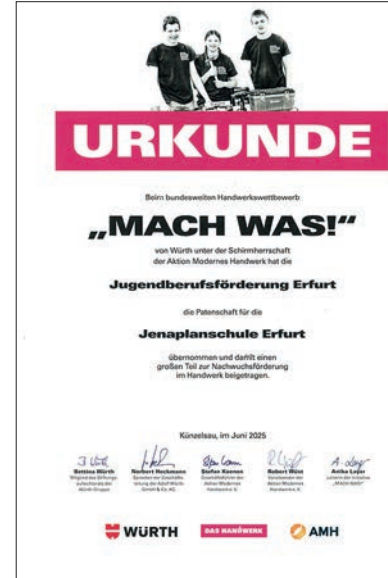 URKUNDE
Beim bundesweiten Handwerkswettbewerb
„MACH WAS!“
von Würth unter der Schirmherrschaft
der Aktion Modernes Handwerk hat die
Jugendberufsförderung Erfurt
die Patenschaft für die
Jenaplanschule Erfurt
übernommen und damit einen
großen Teil zur Nachwuchsförderung
im Handwerk beigetragen.
Künzelsau, im Juni 2025
Bettina Würth Norbert Heckmann Stefan Koenen Robert Wüst Anika Layer
WÜRTH DAS HANDWERK AMH